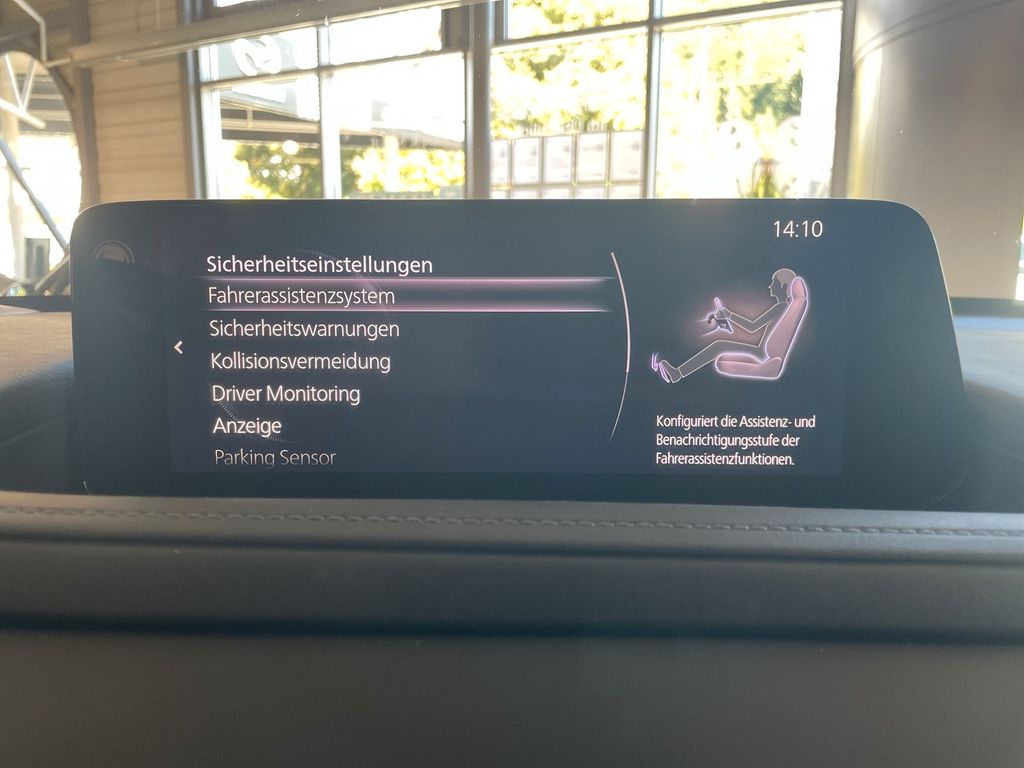 14:10
Sicherheitseinstellungen
Fahrerassistenzsystem
Sicherheitswarnungen
Kollisionsvermeidung
Driver Monitoring
Anzeige
Parking Sensor
Konfiguriert die Assistenz- und
Benachrichtigungsstufe der
Fahrerassistenzfunktionen.